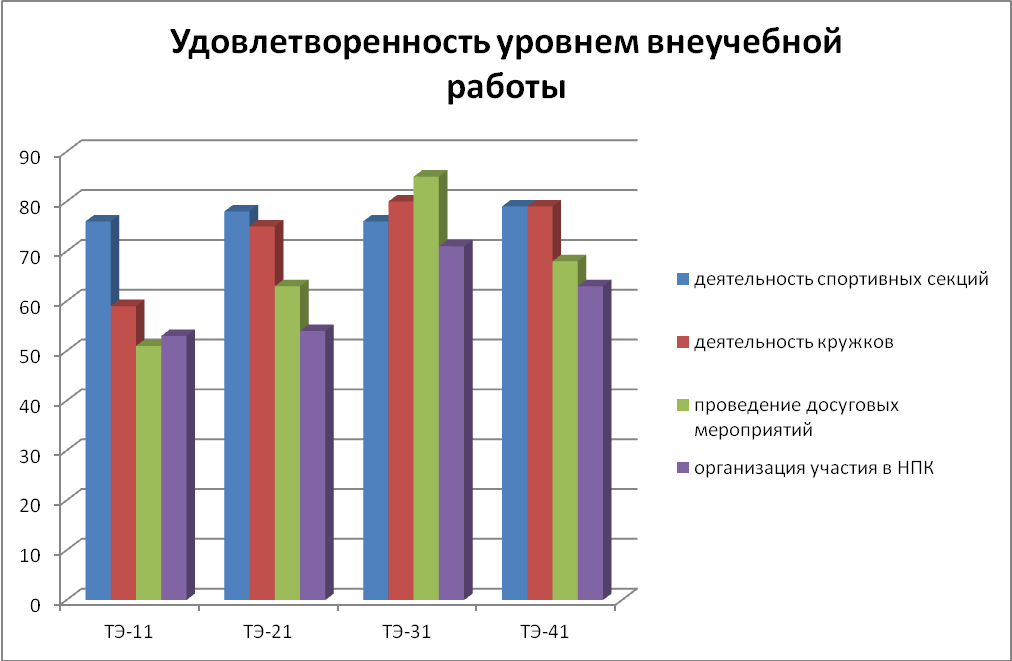 Удовлетворенность уровнем внеучебной
работы
90
80
70
60
50
40
30
20
10
0
ТЭ-11
ТЭ-21
ТЭ-31
ТЭ-41
деятельность спортивных секций
деятельность кружков
проведение досуговых
мероприятий
организация участия в НПК